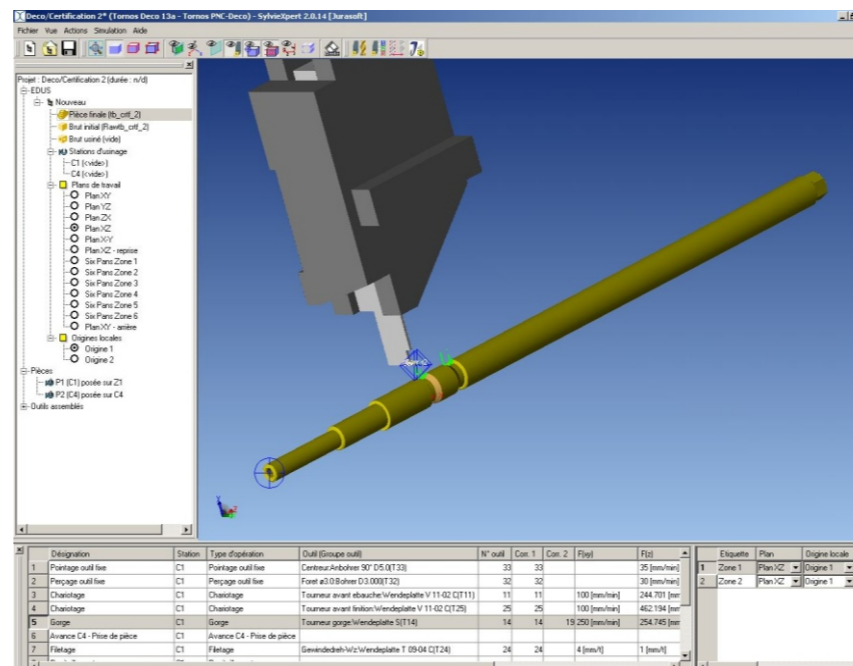 Deco/Certification 2* (Tornos Deco 13a - Tornos PNC-Deco) - SylvieXpert 2.0.14 [Jurasoft]
Fichier Vue Actions Simulation Aide
Projet : Deco/Certification 2 (durée : n/d)
EDUS
Nouveau
Pièce finale (tb_crtf_2)
Brut initial (Rawtb_crtf_2)
Brut usiné (vide)
Stations d'usinage
C1 (<vide>)
C4 (<vide>)
Plans de travail
Plan XY
Plan YZ
Plan ZX
Plan XZ
Plan X-Y
Plan XZ - reprise
Six Pans Zone 1
Six Pans Zone 2
Six Pans Zone 3
Six Pans Zone 4
Six Pans Zone 5
Six Pans Zone 6
Plan XY - arrière
Origines locales
Origine 1
Origine 2
Pièces
P1 (C1) posée sur Z1
P2 (C4) posée sur C4
Outils assemblés
Désignation Station Type d'opération Outil (Groupe outil) N° outil Corr. 1 Corr. 2 F(xy) F(z)
1 Pointage outil fixe C1 Pointage outil fixe Centreur:Anbohrer 90° D5.0(T33) 33 33 35 [mm/min]
2 Perçage outil fixe C1 Perçage outil fixe Foret ø3.0:Bohrer D3.000(T32) 32 32 30 [mm/min]
3 Chariotage C1 Chariotage Tourneur avant ebauche:Wendeplatte V 11-02 C(T11) 11 11 100 [mm/min] 244.701 [mm
4 Chariotage C1 Chariotage Tourneur avant finition:Wendeplatte V 11-02 C(T25) 25 25 100 [mm/min] 462.194 [mm
5 Gorge C1 Gorge Tourneur gorge:Wendeplatte S(T14) 14 14 19 250 [mm/min] 254.745 [mm
6 Avance C4 - Prise de pièce C1 Avance C4 - Prise de pièce
7 Filetage C1 Filetage Gewindedreh-Wz:Wendeplatte T 09-04 C(T24) 24 24 4 [mm/t] 1 [mm/t]
Etiquette Plan Origine locale
1 Zone 1 Plan XZ Origine 1
2 Zone 2 Plan XZ Origine 1